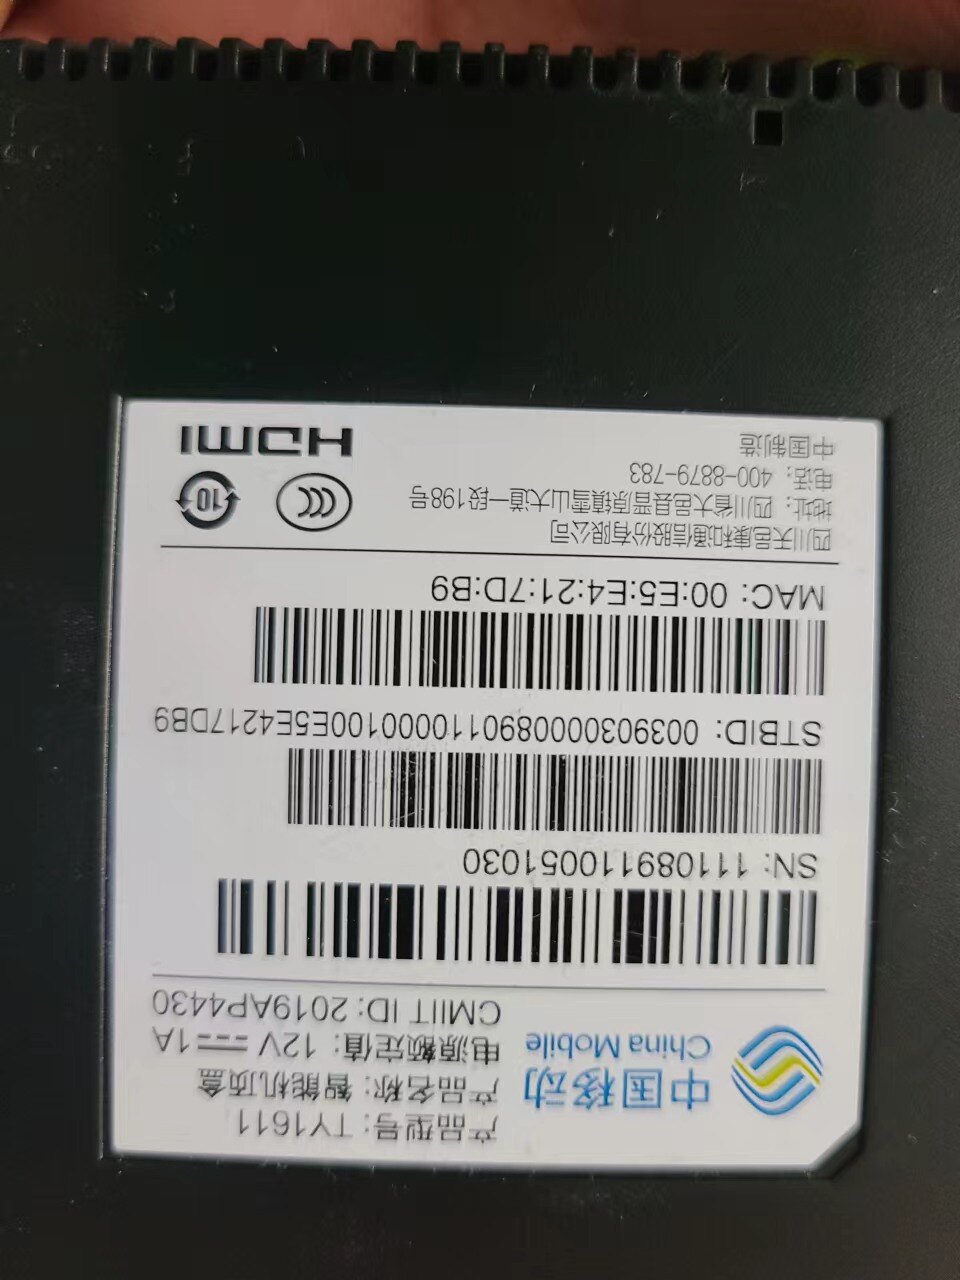 中国移动
China Mobile
产品型号: TY1611
产品名称: 智能机顶盒
电源额定值: 12V ⎓ 1A
CMIIT ID: 2019AP4430
SN: 111089110051030
STBID: 00390300008901100001​00E5E4217DB9
MAC: 00:E5:E4:21:7D:B9
四川天邑康和通信股份有限公司
地址: 四川省大邑县晋原镇雪山大道一段198号
电话: 400-8879-783
中国制造
CCC
10
HDMI